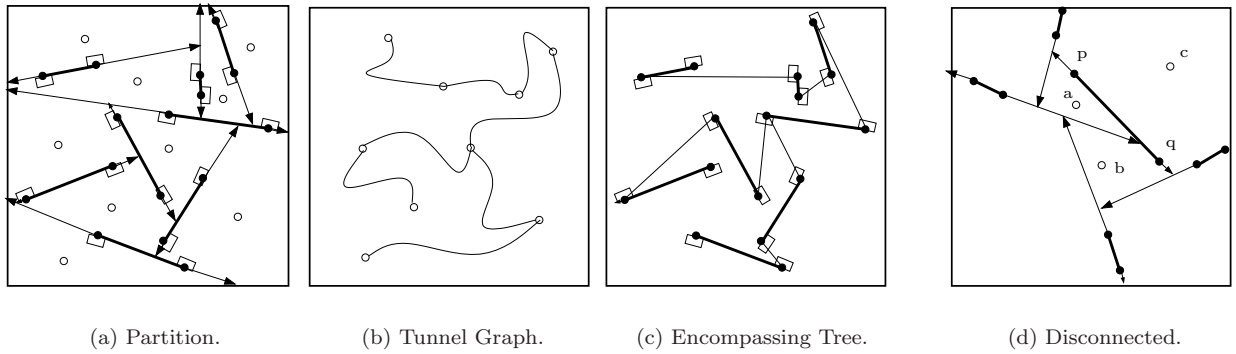 p
c
a
q
b
(a) Partition.
(b) Tunnel Graph.
(c) Encompassing Tree.
(d) Disconnected.